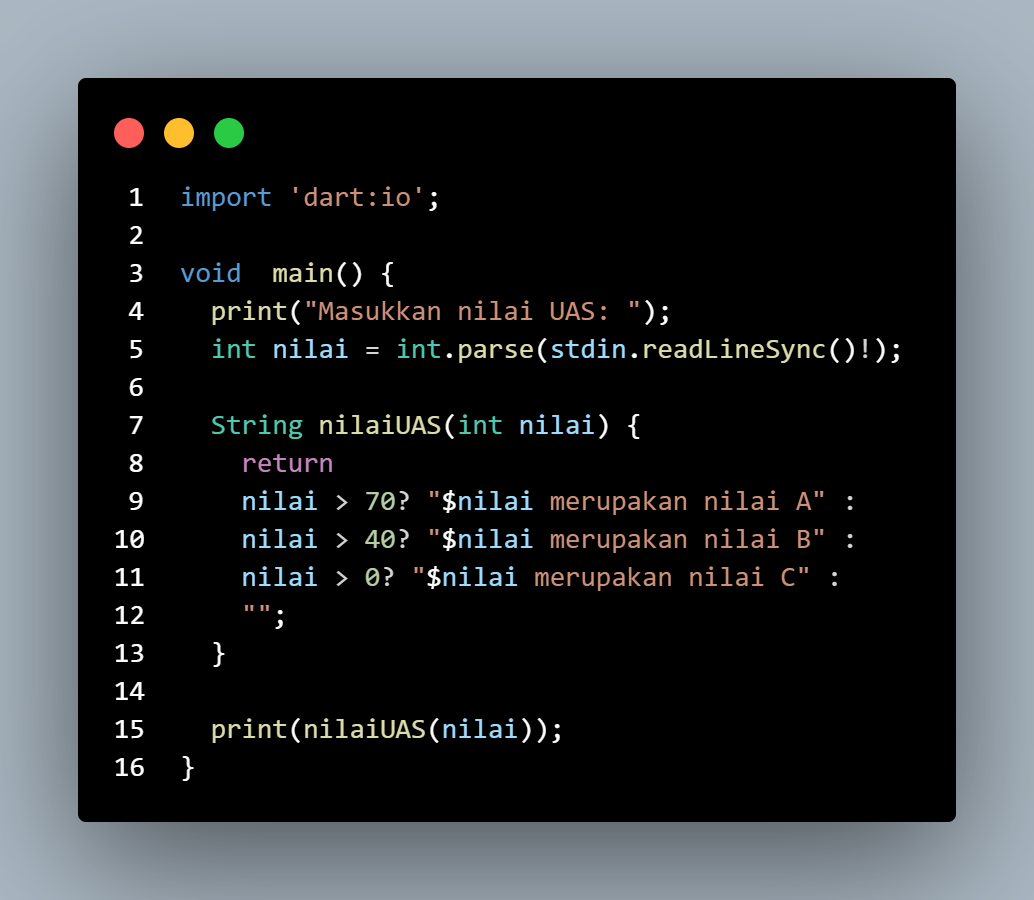 1 import 'dart:io';
2
3 void  main() {
4   print("Masukkan nilai UAS: ");
5   int nilai = int.parse(stdin.readLineSync()!);
6
7   String nilaiUAS(int nilai) {
8     return
9     nilai > 70? "$nilai merupakan nilai A" :
10     nilai > 40? "$nilai merupakan nilai B" :
11     nilai > 0? "$nilai merupakan nilai C" :
12     "";
13   }
14
15   print(nilaiUAS(nilai));
16 }